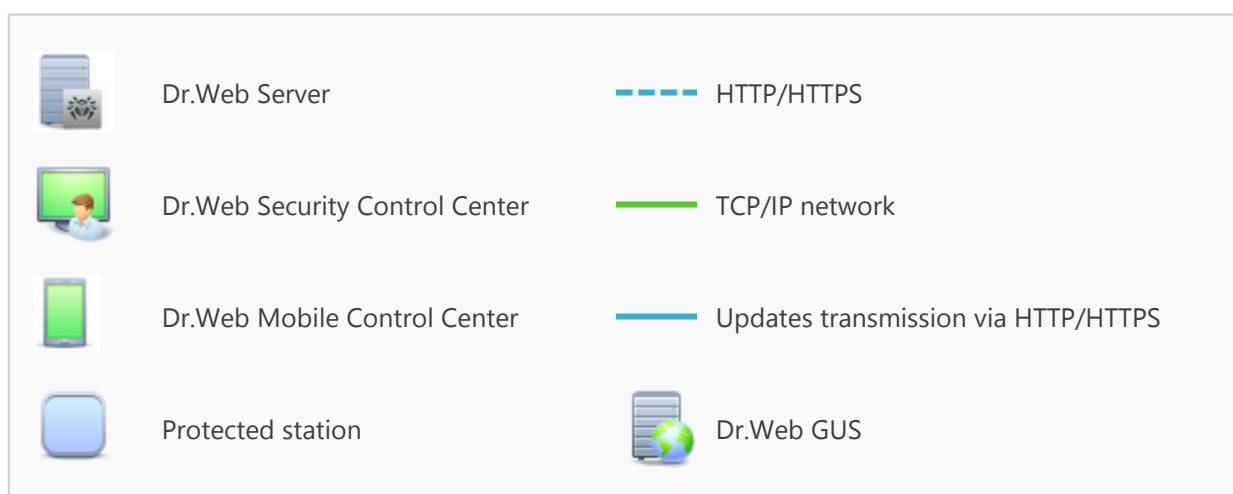 Dr.Web Server
HTTP/HTTPS
Dr.Web Security Control Center
TCP/IP network
Dr.Web Mobile Control Center
Updates transmission via HTTP/HTTPS
Protected station
Dr.Web GUS